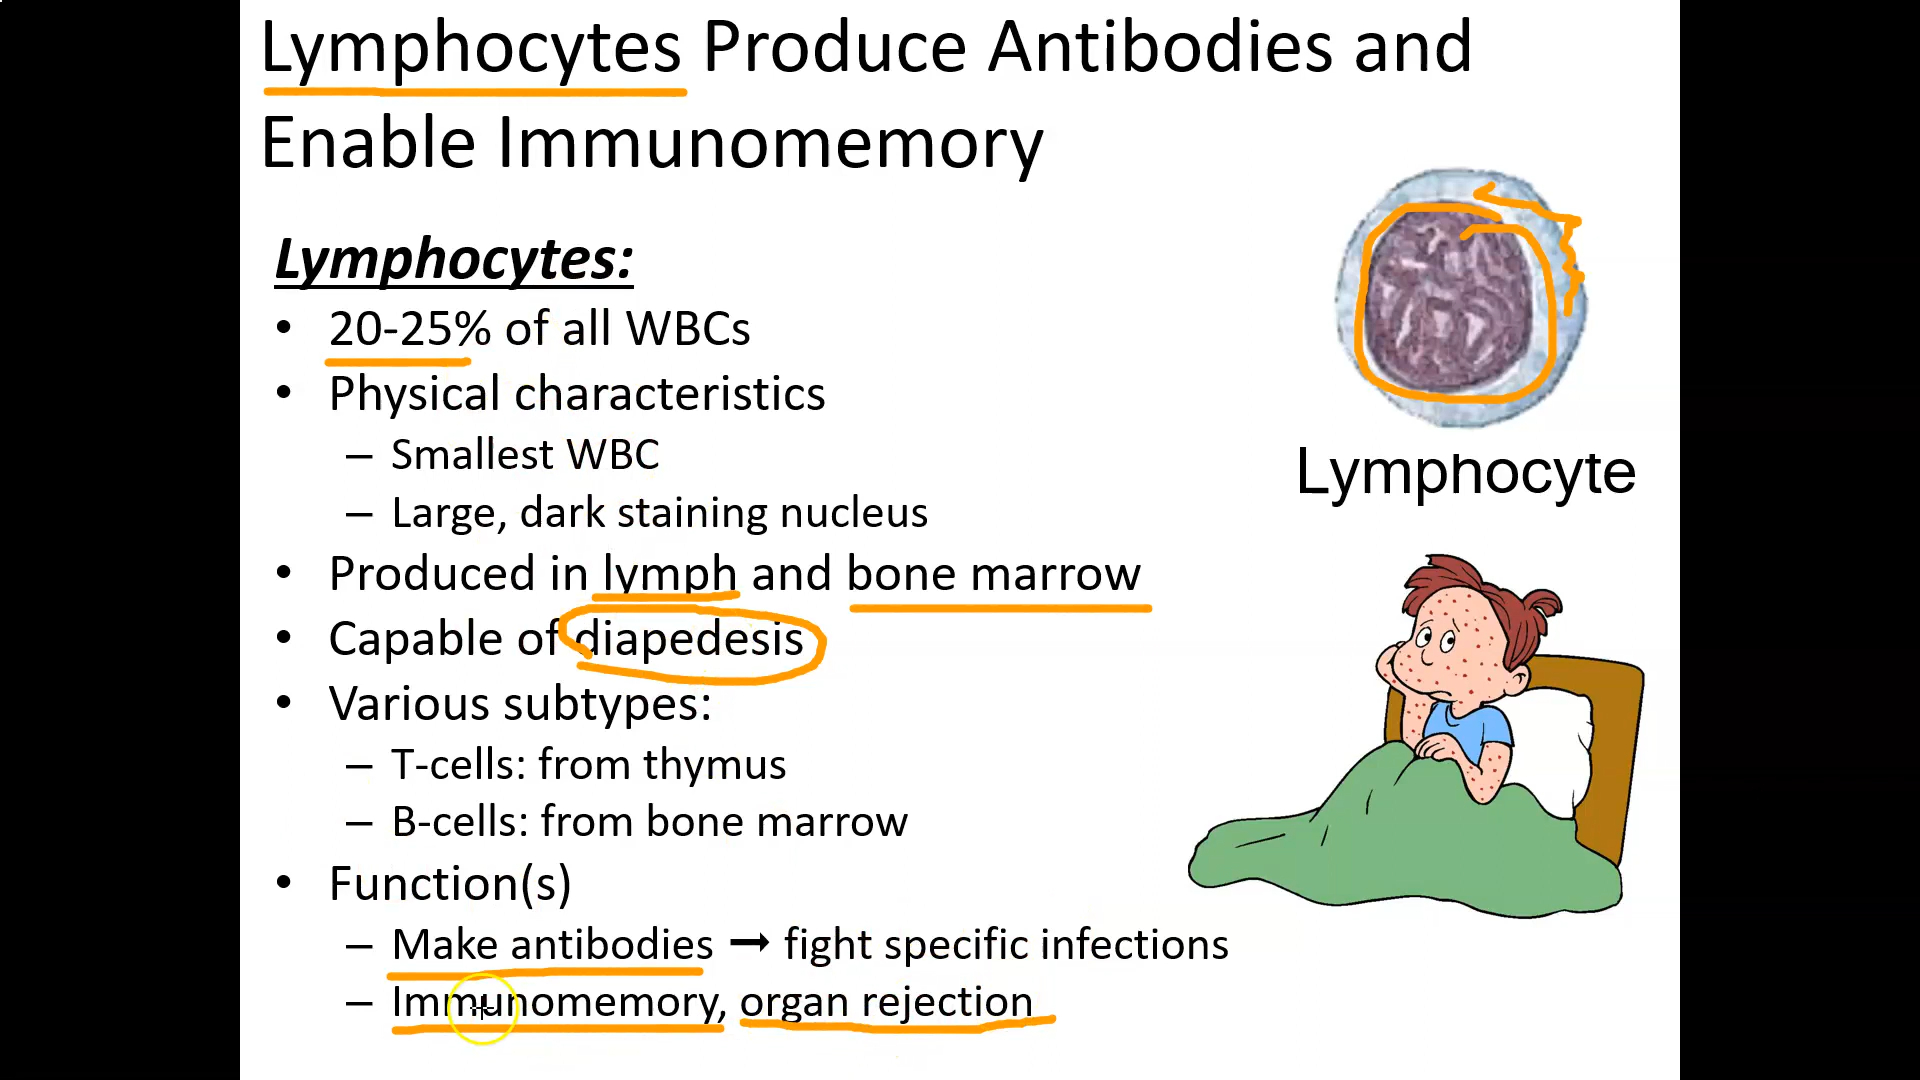 Lymphocytes Produce Antibodies and
Enable Immunomemory
Lymphocytes:
• 20-25% of all WBCs
• Physical characteristics
– Smallest WBC
– Large, dark staining nucleus
• Produced in lymph and bone marrow
• Capable of diapedesis
• Various subtypes:
– T-cells: from thymus
– B-cells: from bone marrow
• Function(s)
– Make antibodies → fight specific infections
– Immunomemory, organ rejection
Lymphocyte